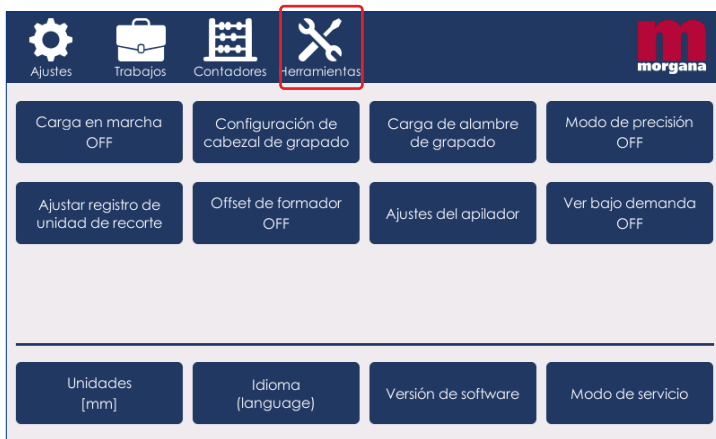 Ajustes
Trabajos
Contadores
Herramientas
morgana
Carga en marcha
OFF
Configuración de
cabezal de grapado
Carga de alambre
de grapado
Modo de precisión
OFF
Ajustar registro de
unidad de recorte
Offset de formador
OFF
Ajustes del apilador
Ver bajo demanda
OFF
Unidades
[mm]
Idioma
(language)
Versión de software
Modo de servicio